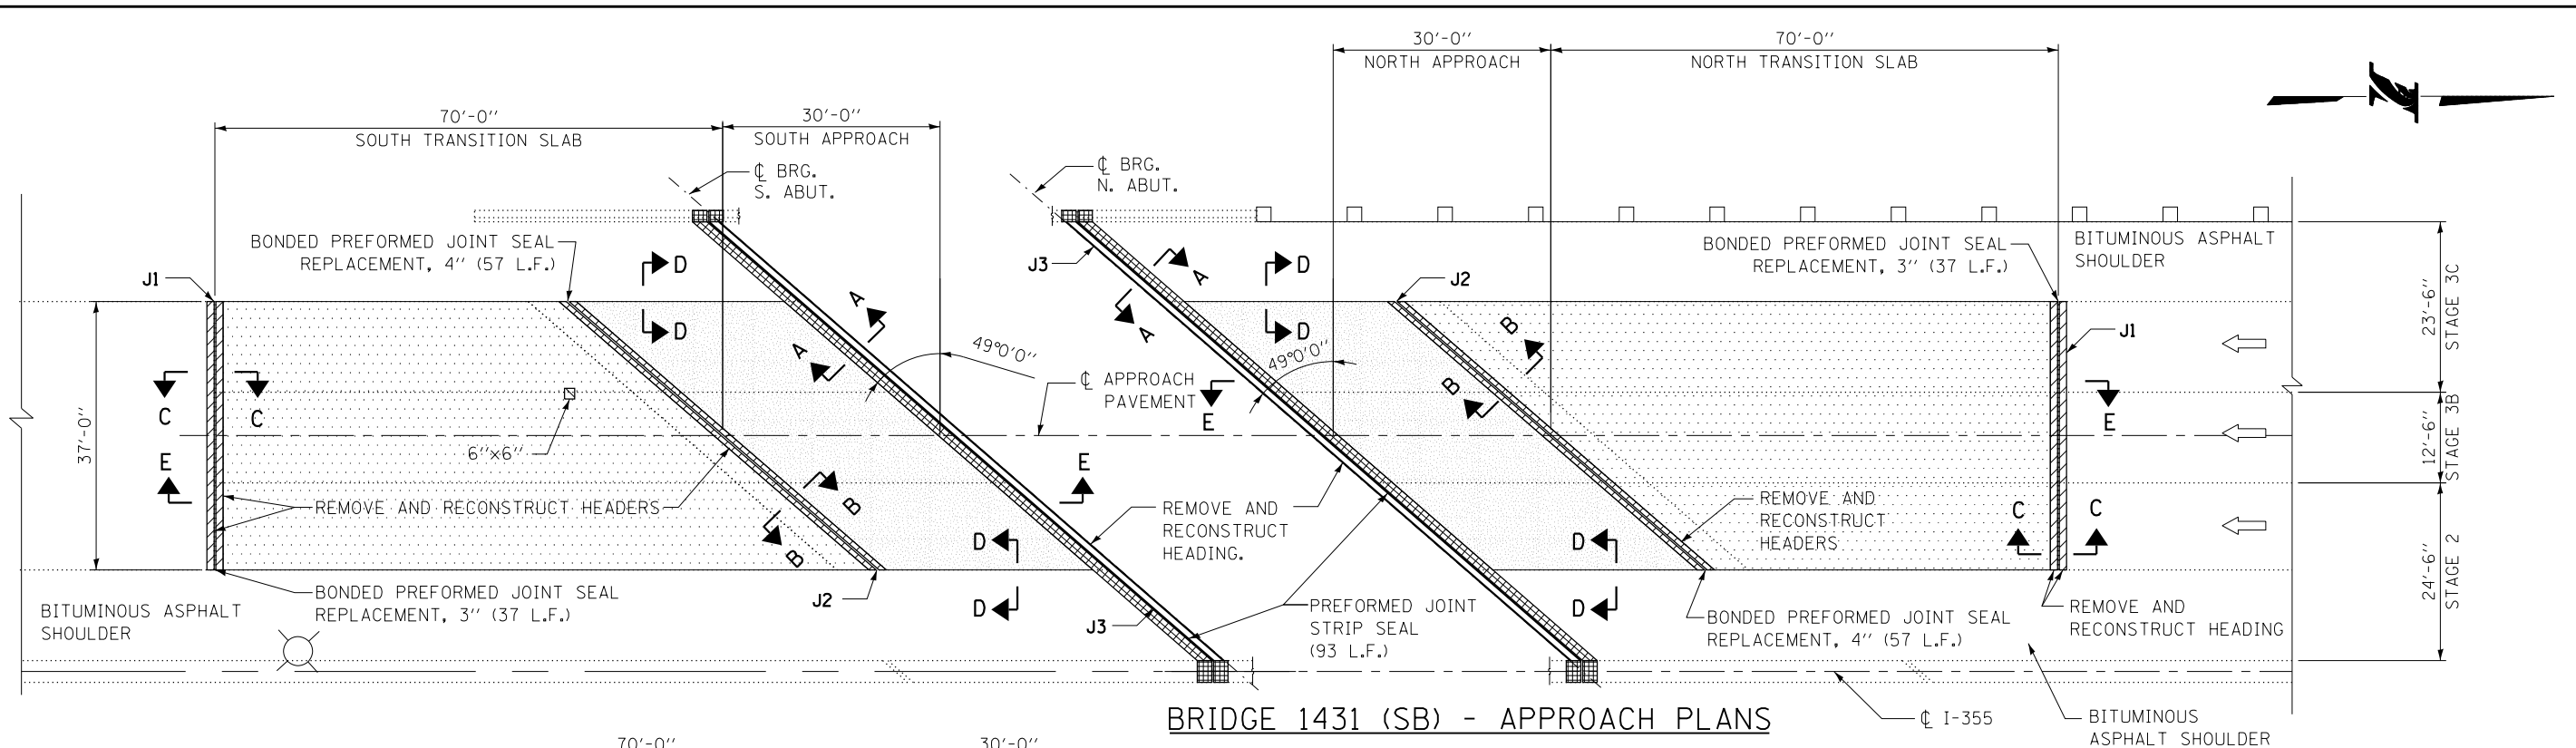 30'-0"
NORTH APPROACH
70'-0"
NORTH TRANSITION SLAB
70'-0"
SOUTH TRANSITION SLAB
30'-0"
SOUTH APPROACH
℄ BRG.
S. ABUT.
℄ BRG.
N. ABUT.
BONDED PREFORMED JOINT SEAL
REPLACEMENT, 4" (57 L.F.)
J1
D
D
A
A
J3
A
A
D
D
J2
BONDED PREFORMED JOINT SEAL
REPLACEMENT, 3" (37 L.F.)
BITUMINOUS ASPHALT
SHOULDER
J1
23'-6"
STAGE 3C
49°0'0"
49°0'0"
℄ APPROACH
PAVEMENT
B
B
C
C
E
E
37'-0"
6"x6"
E
E
12'-6"
STAGE 3B
REMOVE AND RECONSTRUCT HEADERS
B
B
REMOVE AND
RECONSTRUCT
HEADING.
REMOVE AND
RECONSTRUCT
HEADERS
C
C
D
D
D
D
24'-6"
STAGE 2
BITUMINOUS ASPHALT
SHOULDER
BONDED PREFORMED JOINT SEAL
REPLACEMENT, 3" (37 L.F.)
J2
J3
PREFORMED JOINT
STRIP SEAL
(93 L.F.)
BONDED PREFORMED JOINT SEAL
REPLACEMENT, 4" (57 L.F.)
REMOVE AND
RECONSTRUCT HEADING
BRIDGE 1431 (SB) - APPROACH PLANS
℄ I-355
BITUMINOUS
ASPHALT SHOULDER
70'-0"
30'-0"